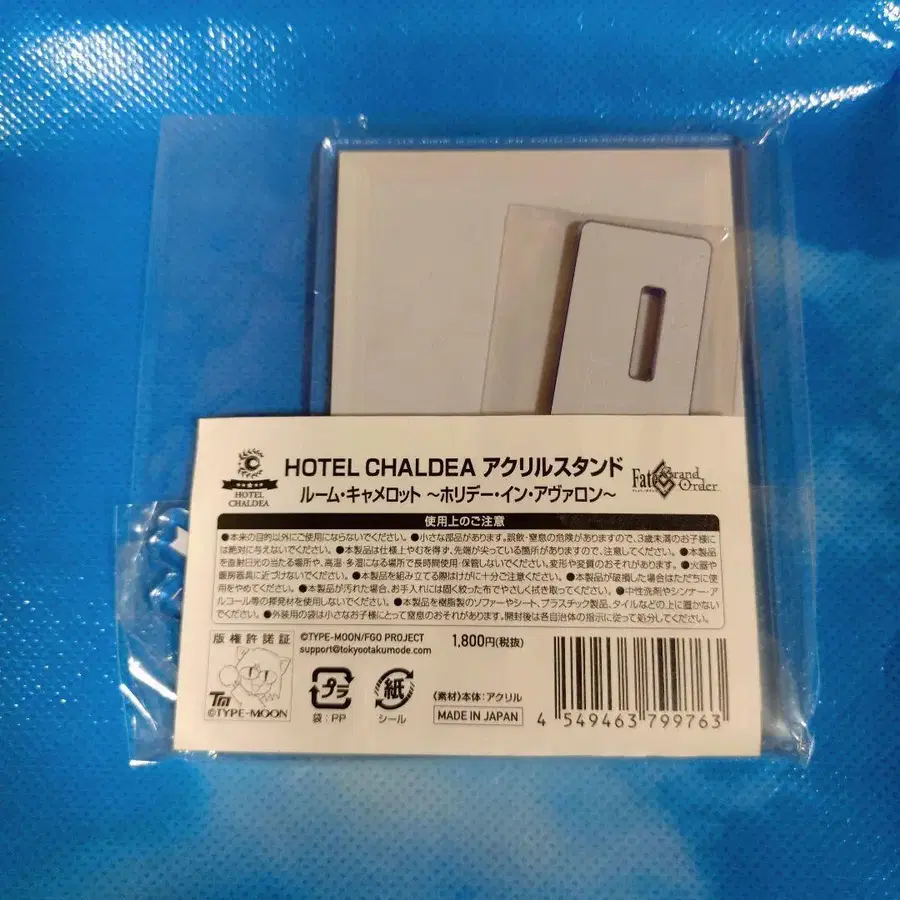 HOTEL CHALDEA アクリルスタンド
ルーム・キャメロット ～ホリデー・イン・アヴァロン～
HOTEL
CHALDEA
Fate Grand
Order
使用上のご注意
●本来の目的以外にご使用にならないでください。●小さな部品があります。誤飲・窒息の危険がありますので、3歳未満のお子様に
は絶対に与えないでください。●本製品は仕様上やむを得ず、先端が尖っている箇所がありますので、注意してください。●本製品を
直射日光の当たる場所や、高温・多湿になる場所で長時間使用・保管しないでください。変形や変質のおそれがあります。●火器や
暖房器具に近づけないでください。●本製品を組み立てる際はけがに十分ご注意ください。●本製品が破損した場合はただちに使
用をやめてください。●本製品が汚れた場合、お手入れには固く絞った布でやさしく拭き取ってください。●中性洗剤やシンナー・ア
ルコール等の揮発材を使用しないでください。●本製品を樹脂製のソファーやシート、プラスチック製品、タイルなどの上に置かない
でください。●外装用の袋は小さなお子様にとって窒息のおそれがあります。開封後は各自治体の指示に従って処分してください。
版権許諾証
TM
©TYPE-MOON
©TYPE-MOON/FGO PROJECT
support@tokyootakumode.com
1,800円(税抜)
プラ
袋:PP
紙
シール
《素材》本体:アクリル
MADE IN JAPAN
4 549463 799763